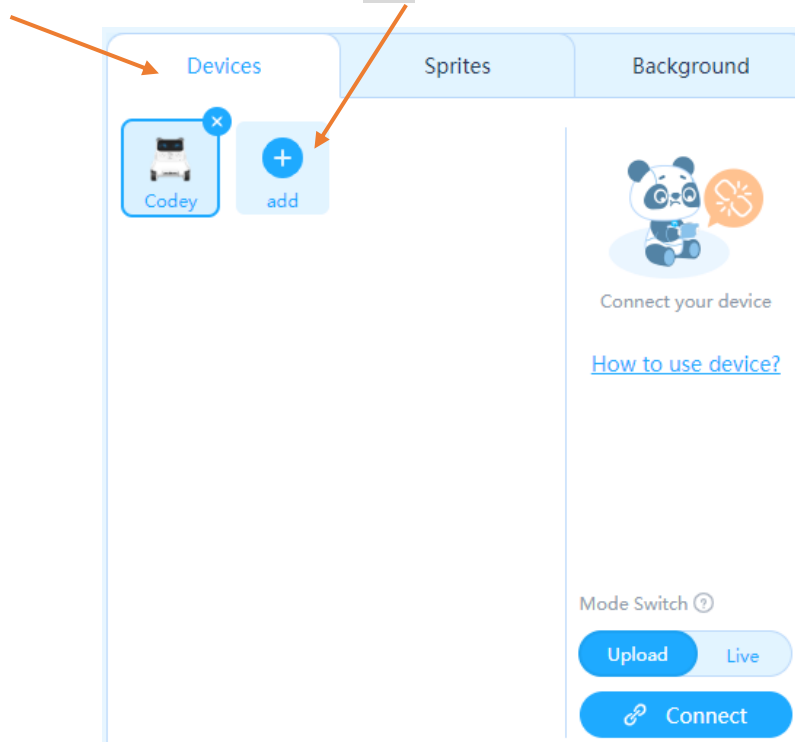 Devices
Sprites
Background
Codey
add
Connect your device
How to use device?
Mode Switch ?
Upload
Live
Connect